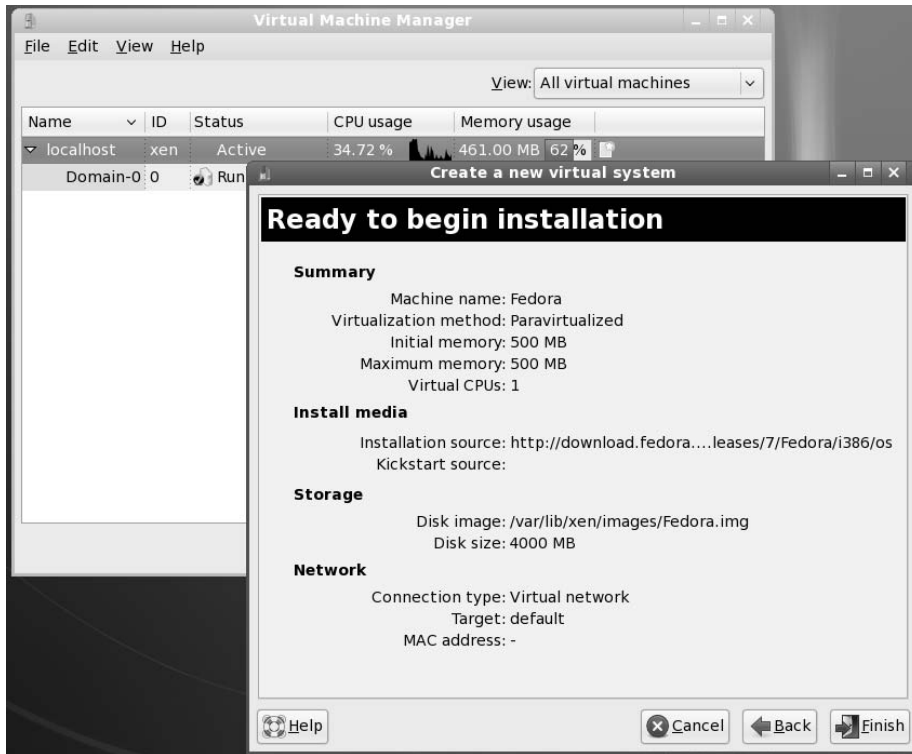 Virtual Machine Manager
File Edit View Help
View: All virtual machines
Name ID Status CPU usage Memory usage
localhost xen Active 34.72 % 461.00 MB 62 %
Domain-0 0 Run
Create a new virtual system
Ready to begin installation
Summary
Machine name: Fedora
Virtualization method: Paravirtualized
Initial memory: 500 MB
Maximum memory: 500 MB
Virtual CPUs: 1
Install media
Installation source: http://download.fedora....leases/7/Fedora/i386/os
Kickstart source:
Storage
Disk image: /var/lib/xen/images/Fedora.img
Disk size: 4000 MB
Network
Connection type: Virtual network
Target: default
MAC address: -
Help Cancel Back Finish